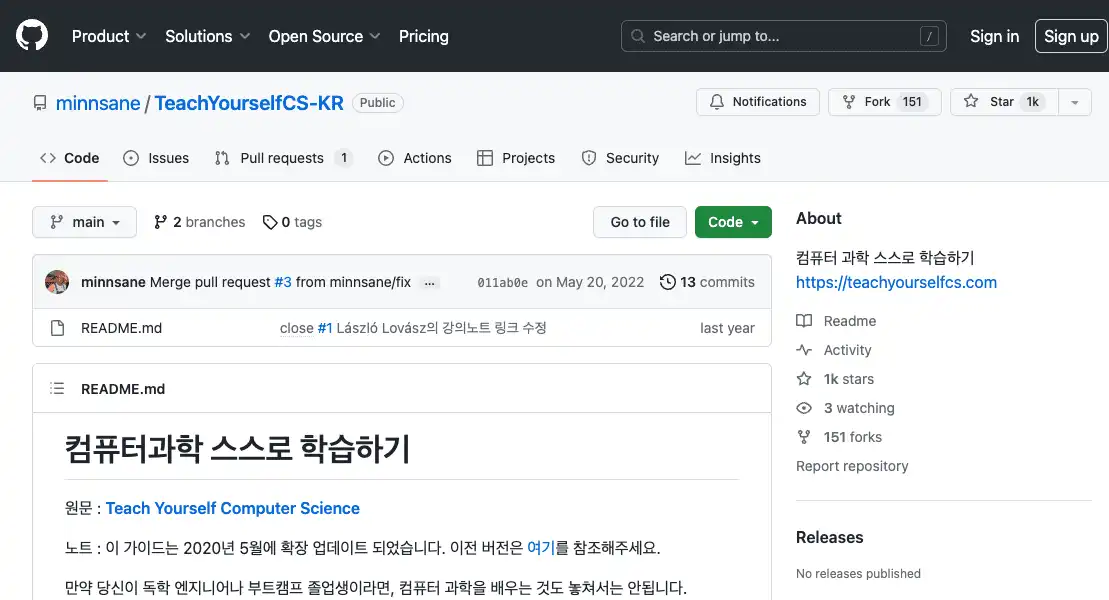 Product Solutions Open Source Pricing Search or jump to... / Sign in Sign up
minnsane / TeachYourselfCS-KR Public Notifications Fork 151 Star 1k
Code Issues Pull requests 1 Actions Projects Security Insights
main 2 branches 0 tags Go to file Code
minnsane Merge pull request #3 from minnsane/fix ... 011ab0e on May 20, 2022 13 commits
README.md close #1 László Lovász의 강의노트 링크 수정 last year
README.md
컴퓨터과학 스스로 학습하기
원문 : Teach Yourself Computer Science
노트 : 이 가이드는 2020년 5월에 확장 업데이트 되었습니다. 이전 버전은 여기를 참조해주세요.
만약 당신이 독학 엔지니어나 부트캠프 졸업생이라면, 컴퓨터 과학을 배우는 것도 놓쳐서는 안됩니다.
About
컴퓨터 과학 스스로 학습하기
https://teachyourselfcs.com
Readme
Activity
1k stars
3 watching
151 forks
Report repository
Releases
No releases published